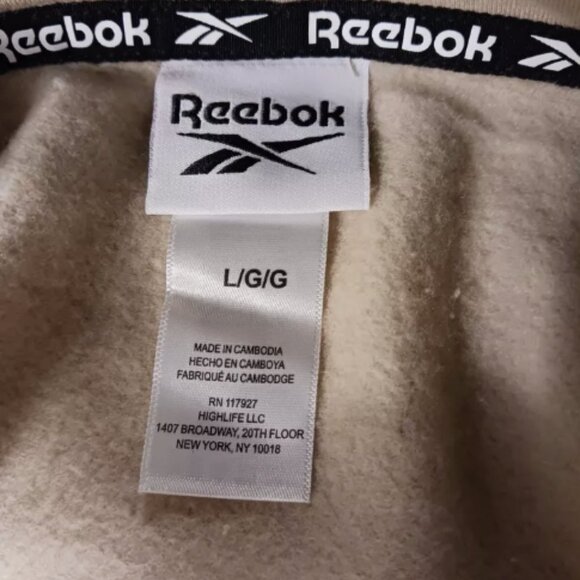 Reebok Reebok
Reebok
L/G/G
MADE IN CAMBODIA
HECHO EN CAMBOYA
FABRIQUÉ AU CAMBODGE
RN 117927
HIGHLIFE LLC
1407 BROADWAY, 20TH FLOOR
NEW YORK, NY 10018